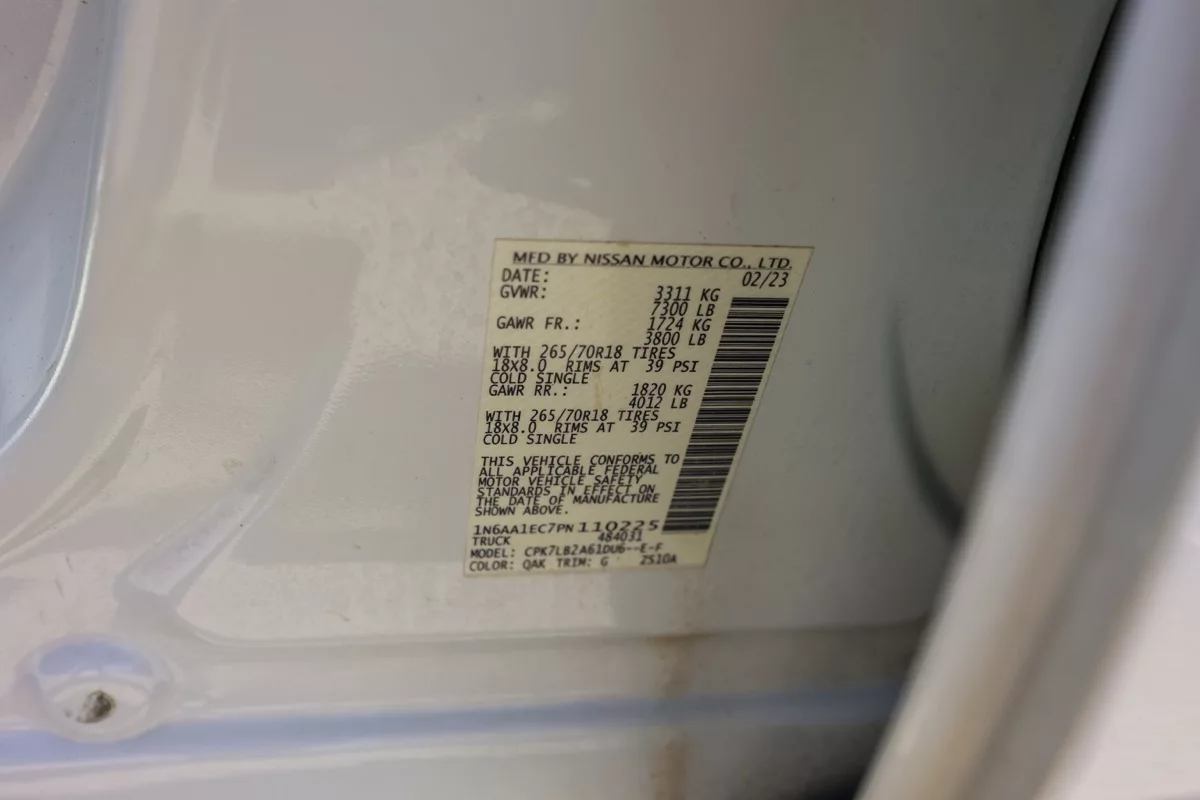 MFD BY NISSAN MOTOR CO., LTD.
DATE: 02/23
GVWR: 3311 KG
7300 LB
GAWR FR.: 1724 KG
3800 LB
WITH 265/70R18 TIRES
18X8.0 RIMS AT 39 PSI
COLD SINGLE
GAWR RR.: 1820 KG
4012 LB
WITH 265/70R18 TIRES
18X8.0 RIMS AT 39 PSI
COLD SINGLE
THIS VEHICLE CONFORMS TO
ALL APPLICABLE FEDERAL
MOTOR VEHICLE SAFETY
STANDARDS IN EFFECT ON
THE DATE OF MANUFACTURE
SHOWN ABOVE.
1N6AA1EC7PN110225
TRUCK 484031
MODEL: CPK7LB2A61DU6--E-F
COLOR: QAK TRIM: G ZS10A